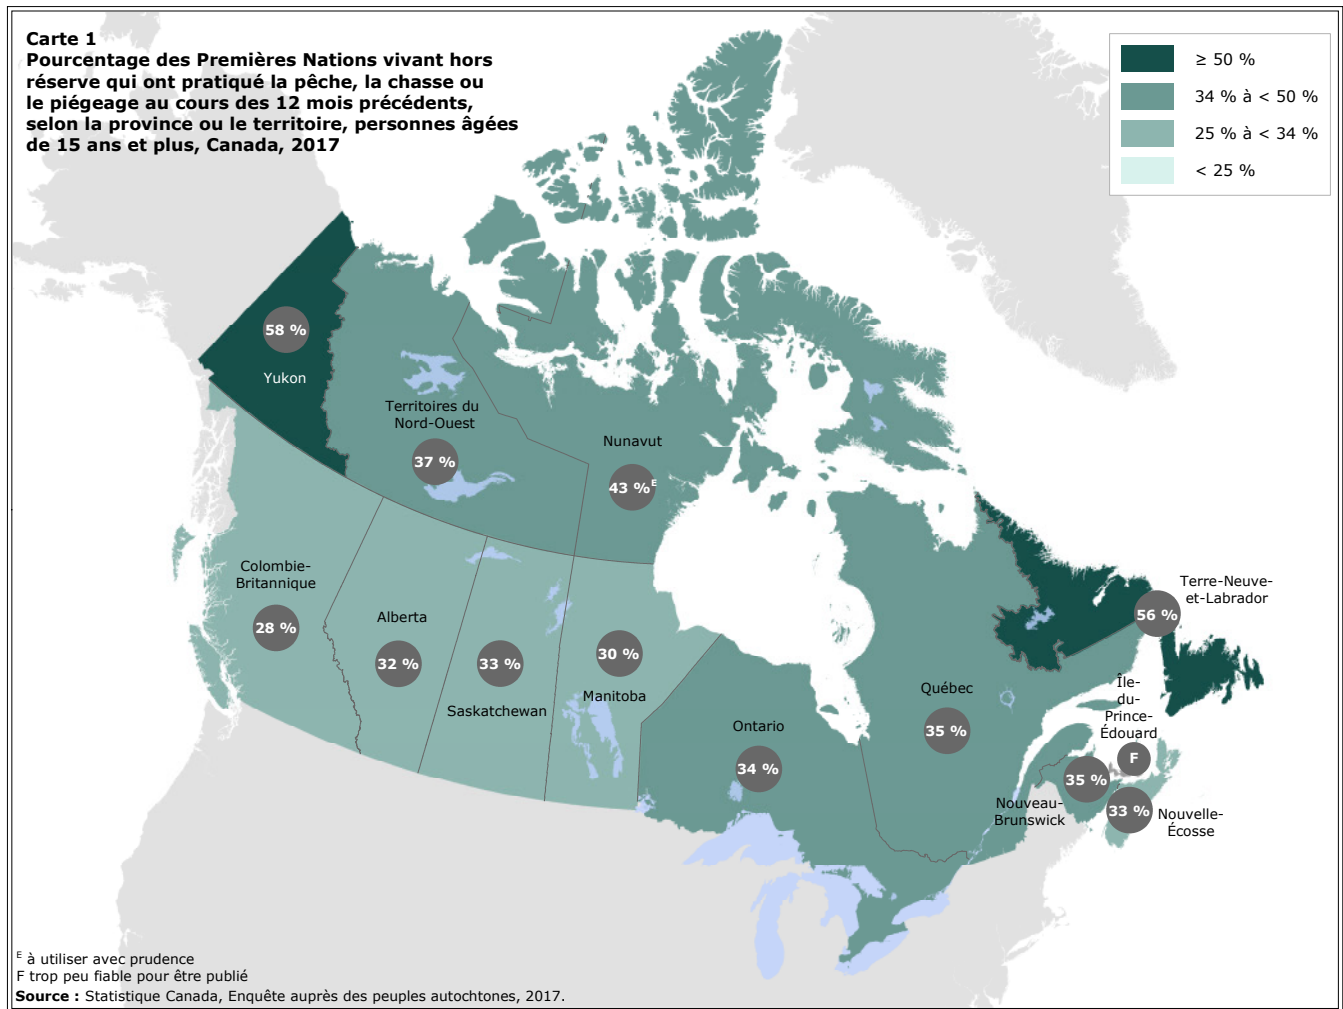 Carte 1
Pourcentage des Premières Nations vivant hors
réserve qui ont pratiqué la pêche, la chasse ou
le piégeage au cours des 12 mois précédents,
selon la province ou le territoire, personnes âgées
de 15 ans et plus, Canada, 2017
≥ 50 %
34 % à < 50 %
25 % à < 34 %
< 25 %
58 %
Yukon
Territoires du
Nord-Ouest
37 %
Nunavut
43 %ᴱ
Colombie-
Britannique
28 %
Alberta
32 %
33 %
Saskatchewan
30 %
Manitoba
Ontario
34 %
Québec
35 %
Terre-Neuve-
et-Labrador
56 %
Île-
du-
Prince-
Édouard
F
35 %
Nouveau-
Brunswick
33 %
Nouvelle-
Écosse
ᴱ à utiliser avec prudence
F trop peu fiable pour être publié
Source : Statistique Canada, Enquête auprès des peuples autochtones, 2017.